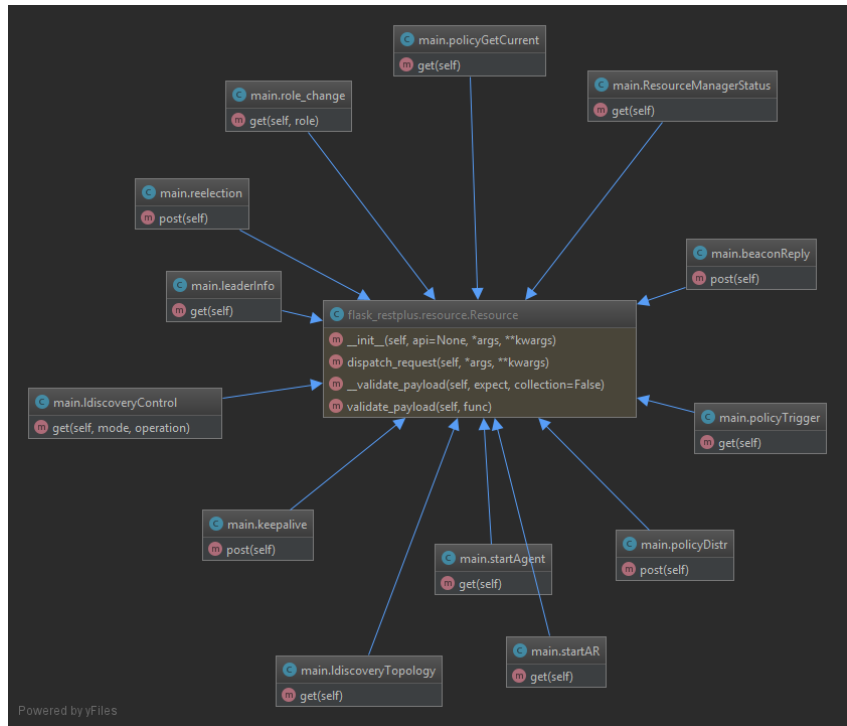 main.policyGetCurrent
get(self)
main.role_change
get(self, role)
main.ResourceManagerStatus
get(self)
main.reelection
post(self)
main.beaconReply
post(self)
main.leaderInfo
get(self)
flask_restplus.resource.Resource
__init__(self, api=None, *args, **kwargs)
dispatch_request(self, *args, **kwargs)
__validate_payload(self, expect, collection=False)
validate_payload(self, func)
main.ldiscoveryControl
get(self, mode, operation)
main.policyTrigger
get(self)
main.keepalive
post(self)
main.startAgent
get(self)
main.policyDistr
post(self)
main.ldiscoveryTopology
get(self)
main.startAR
get(self)
Powered by yFiles